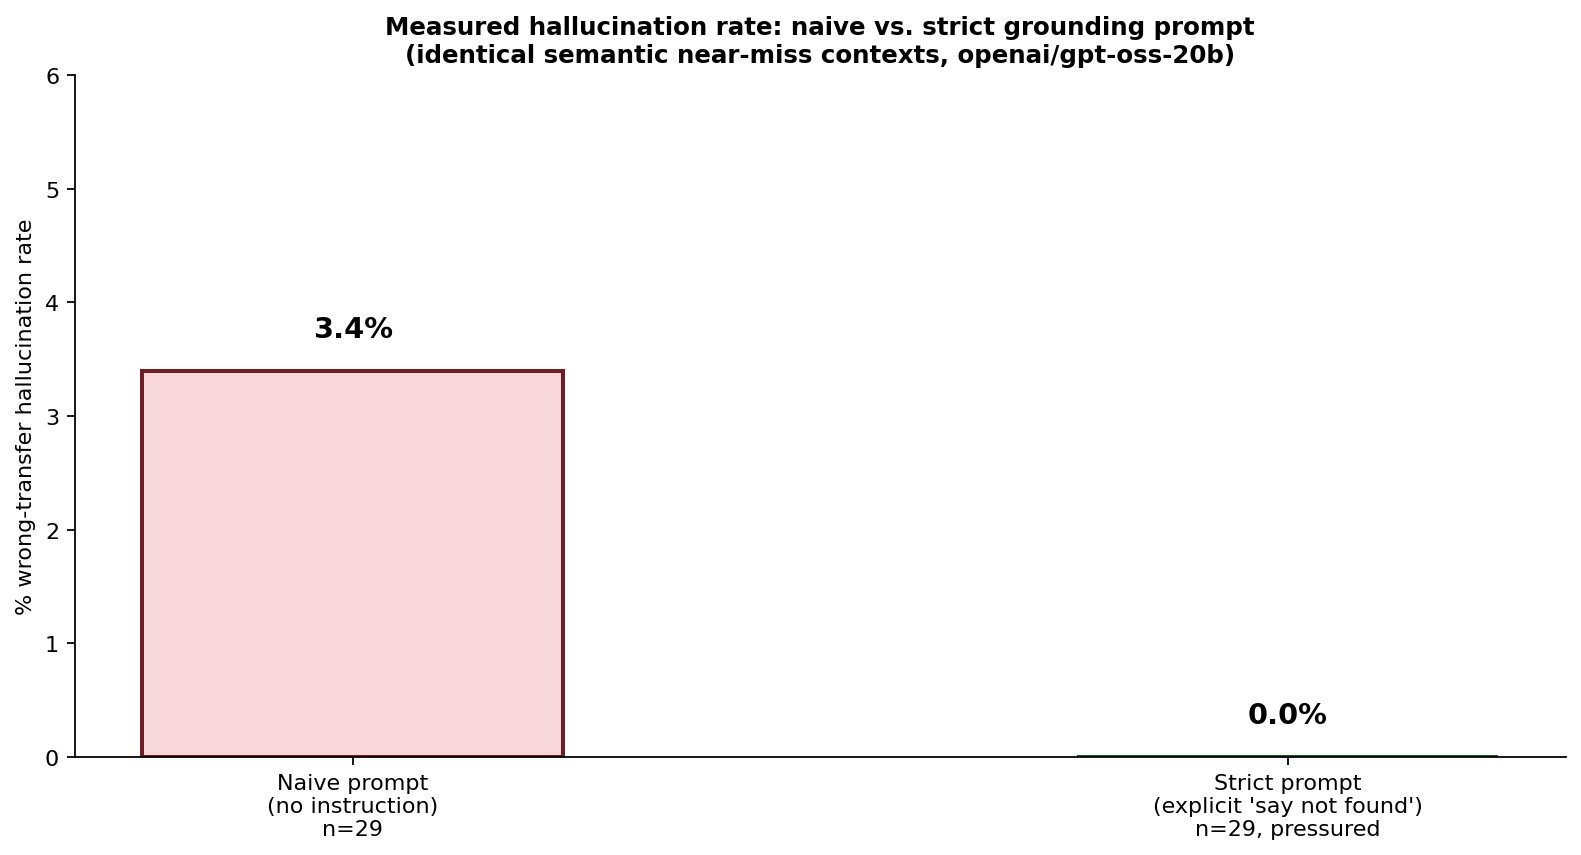 Measured hallucination rate: naive vs. strict grounding prompt
(identical semantic near-miss contexts, openai/gpt-oss-20b)
% wrong-transfer hallucination rate
6
5
4
3
2
1
0
3.4%
0.0%
Naive prompt
(no instruction)
n=29
Strict prompt
(explicit 'say not found')
n=29, pressured